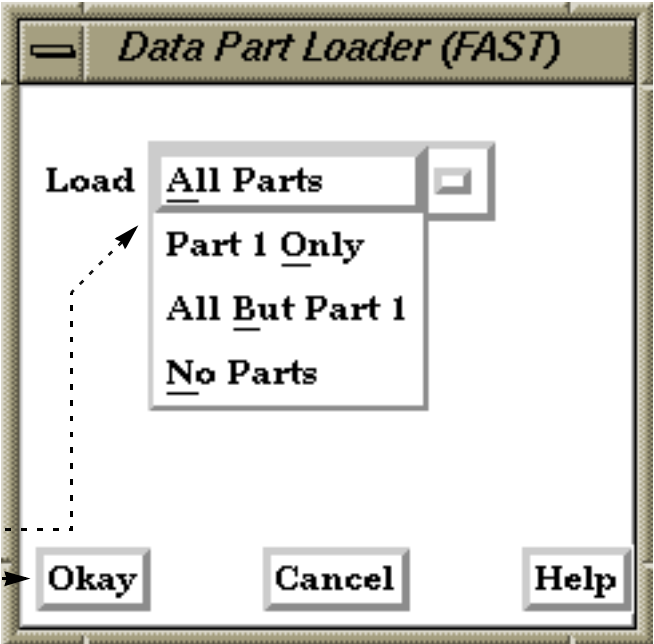 Data Part Loader (FAST)
Load All Parts
Part 1 Only
All But Part 1
No Parts
Okay Cancel Help